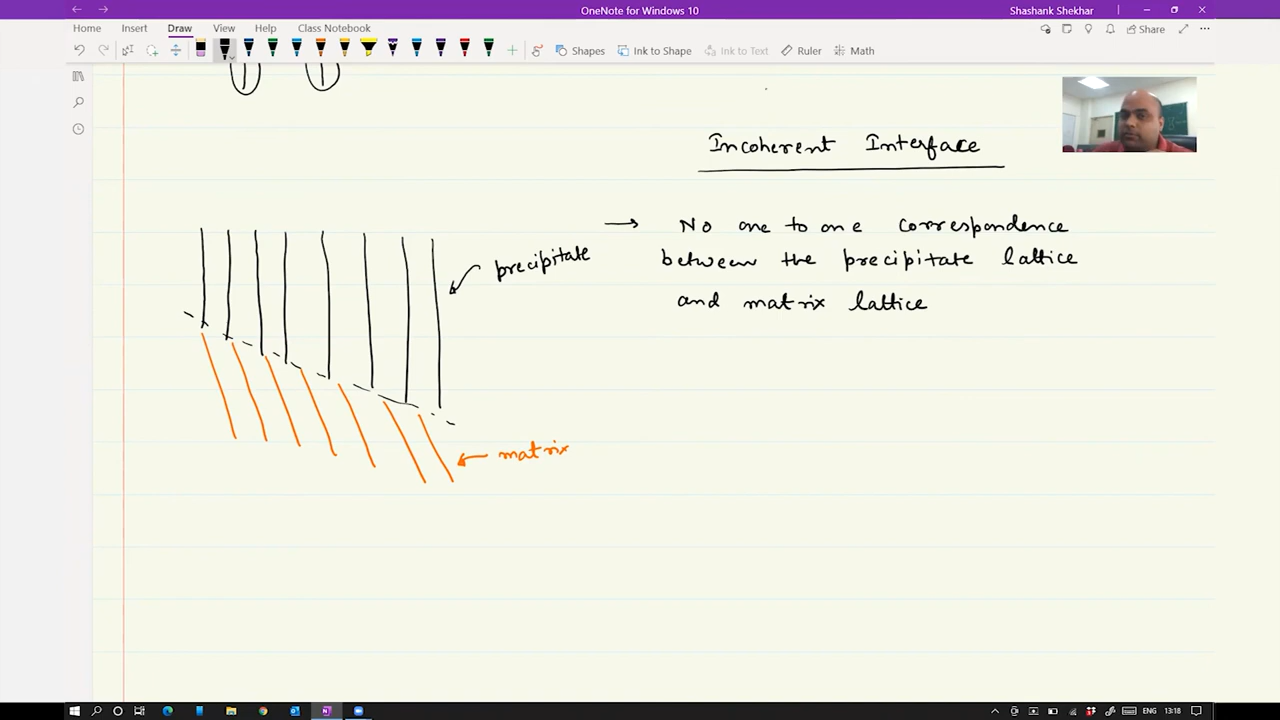 OneNote for Windows 10
Shashank Shekhar
Home Insert Draw View Help Class Notebook
Share
Shapes Ink to Shape Ink to Text Ruler Math
Incoherent Interface
→ No one to one correspondence
between the precipitate lattice
and matrix lattice
precipitate
matrix
ENG 13:18